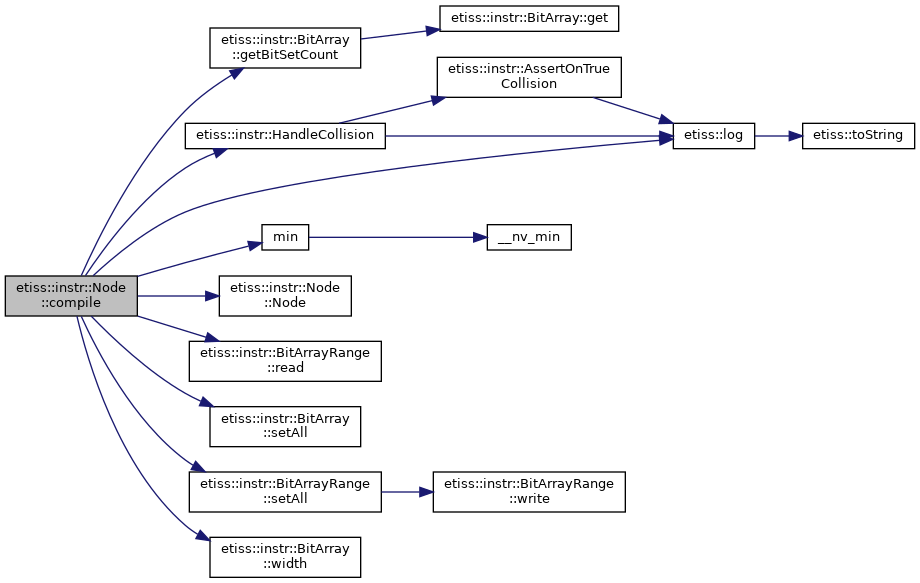 etiss::instr::BitArray::get
etiss::instr::BitArray
::getBitSetCount
etiss::instr::AssertOnTrue
Collision
etiss::instr::HandleCollision
etiss::log
etiss::toString
min
__nv_min
etiss::instr::Node
::compile
etiss::instr::Node
::Node
etiss::instr::BitArrayRange
::read
etiss::instr::BitArray
::setAll
etiss::instr::BitArrayRange
::setAll
etiss::instr::BitArrayRange
::write
etiss::instr::BitArray
::width